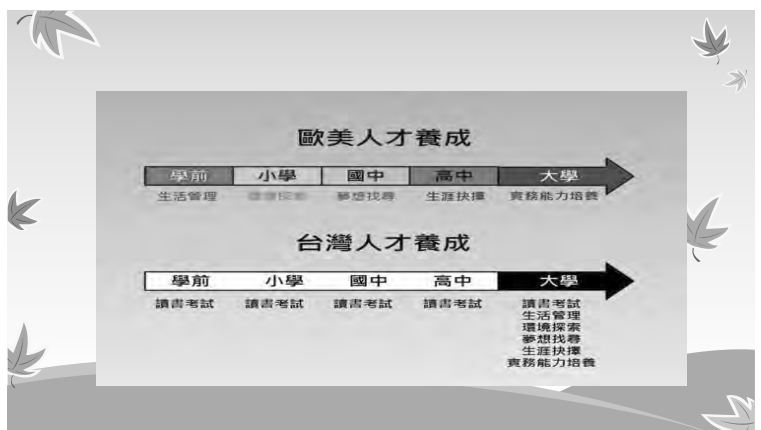 歐美人才養成
學前 小學 國中 高中 大學
生活管理 環境探索 夢想找尋 生涯抉擇 實務能力培養
台灣人才養成
學前 小學 國中 高中 大學
讀書考試 讀書考試 讀書考試 讀書考試 讀書考試
生活管理
環境探索
夢想找尋
生涯抉擇
實務能力培養